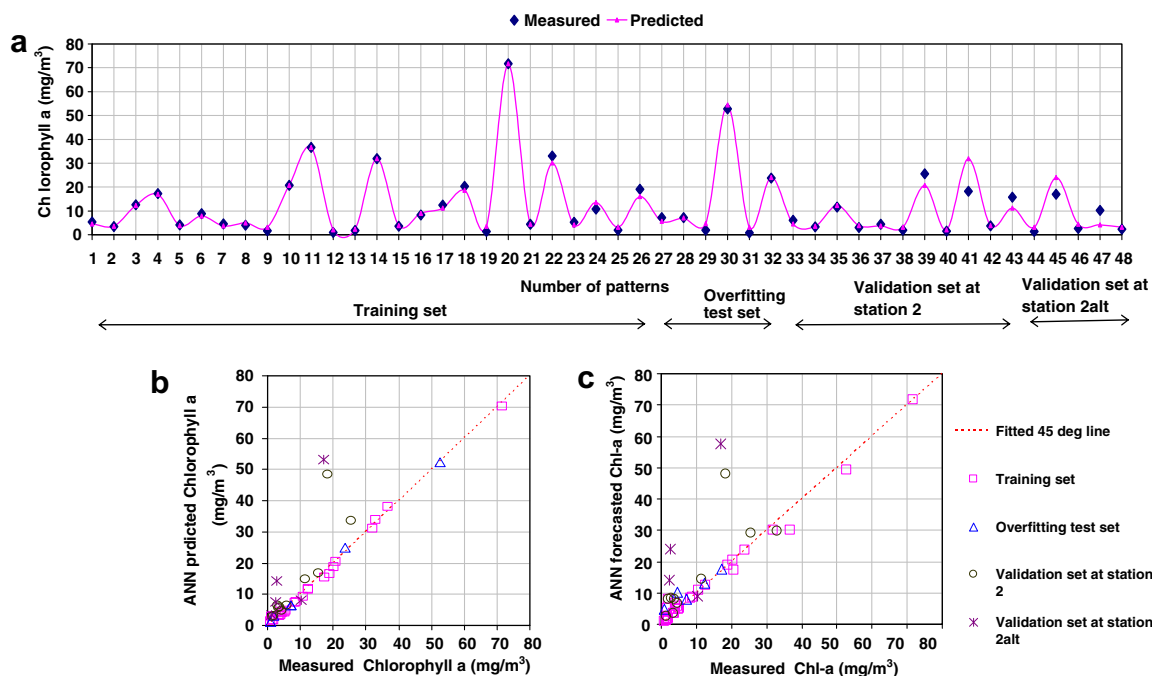 Measured Predicted
a
Ch lorophyll a (mg/m³)
80
70
60
50
40
30
20
10
0
1 2 3 4 5 6 7 8 9 10 11 12 13 14 15 16 17 18 19 20 21 22 23 24 25 26 27 28 29 30 31 32 33 34 35 36 37 38 39 40 41 42 43 44 45 46 47 48
Number of patterns
Training set
Overfitting
test set
Validation set at
station 2
Validation set at
station 2alt
b
ANN prdicted Chlorophyll a
(mg/m³)
80
70
60
50
40
30
20
10
0
0 10 20 30 40 50 60 70 80
Measured Chlorophyll a (mg/m³)
c
ANN forecasted Chl-a (mg/m³)
80
70
60
50
40
30
20
10
0
0 10 20 30 40 50 60 70 80
Measured Chl-a (mg/m³)
Fitted 45 deg line
Training set
Overfitting test set
Validation set at station
2
Validation set at station
2alt